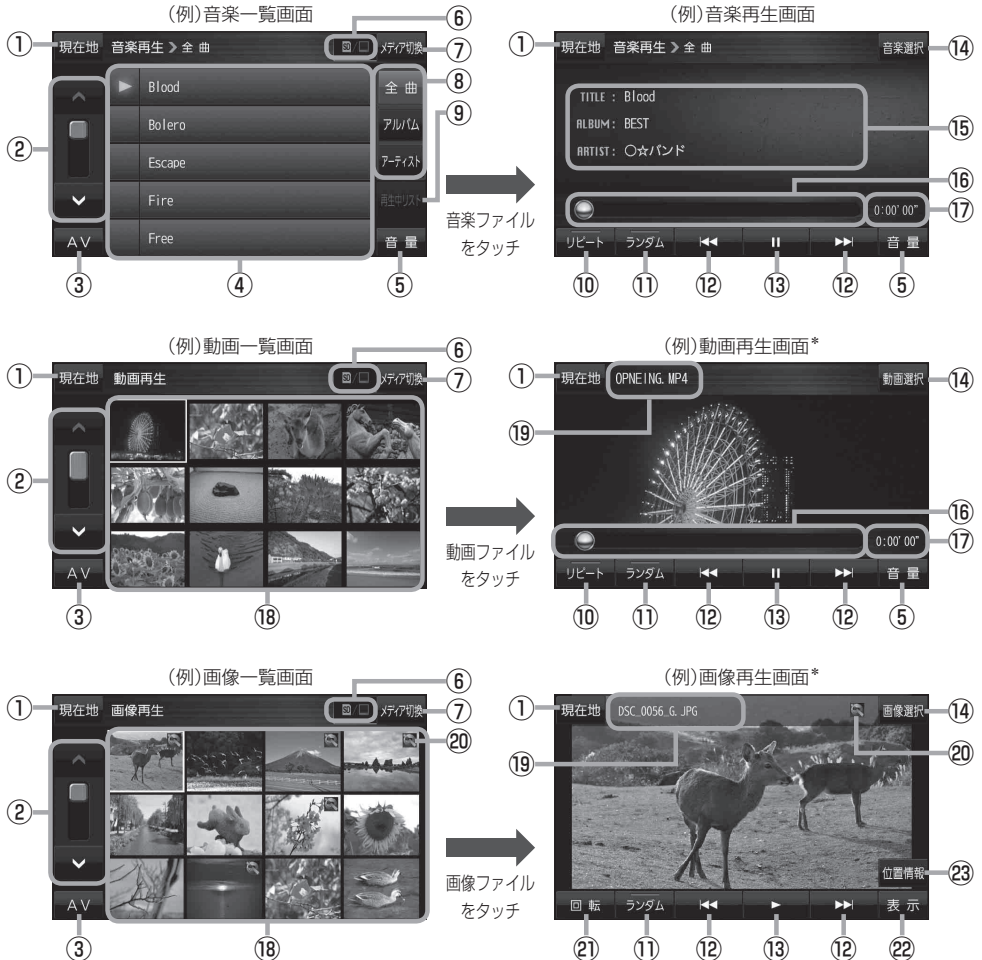 (例)音楽一覧画面
⑥
① 現在地 音楽再生 > 全 曲 SD メディア切換 ⑦
Blood
全 曲 ⑧
Bolero
アルバム ⑨
②
Escape
アーティスト
Fire
再生中リスト
Free
AV
音 量
③ ④ ⑤
音楽ファイル
をタッチ
(例)音楽再生画面
① 現在地 音楽再生 > 全 曲 音楽選択 ⑭
TITLE : Blood
ALBUM : BEST ⑮
ARTIST : ○☆バンド
⑯
0:00'00" ⑰
リピート ランダム 音 量
⑩ ⑪ ⑫ ⑬ ⑫ ⑤
(例)動画一覧画面
⑥
① 現在地 動画再生 SD メディア切換 ⑦
②
AV
③ ⑱
動画ファイル
をタッチ
(例)動画再生画面*
① 現在地 OPNEING.MP4 動画選択 ⑭
⑲
⑯
0:00'00" ⑰
リピート ランダム 音 量
⑩ ⑪ ⑫ ⑬ ⑫ ⑤
(例)画像一覧画面
⑥
① 現在地 画像再生 SD メディア切換 ⑦
⑳
②
AV
③ ⑱
画像ファイル
をタッチ
(例)画像再生画面*
① 現在地 DSC_0056_G.JPG 画像選択 ⑭
⑲ ⑳
位置情報 ㉓
回 転 ランダム 表 示
㉑ ⑪ ⑫ ⑬ ⑫ ㉒